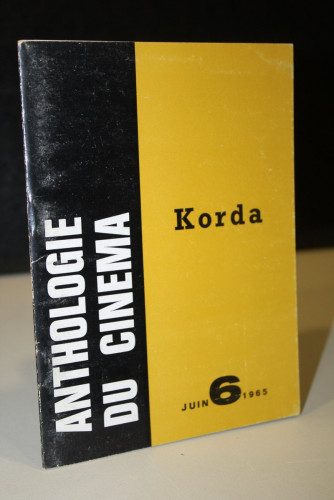 ANTHOLOGIE
DU CINEMA
Korda
JUIN 6 1965